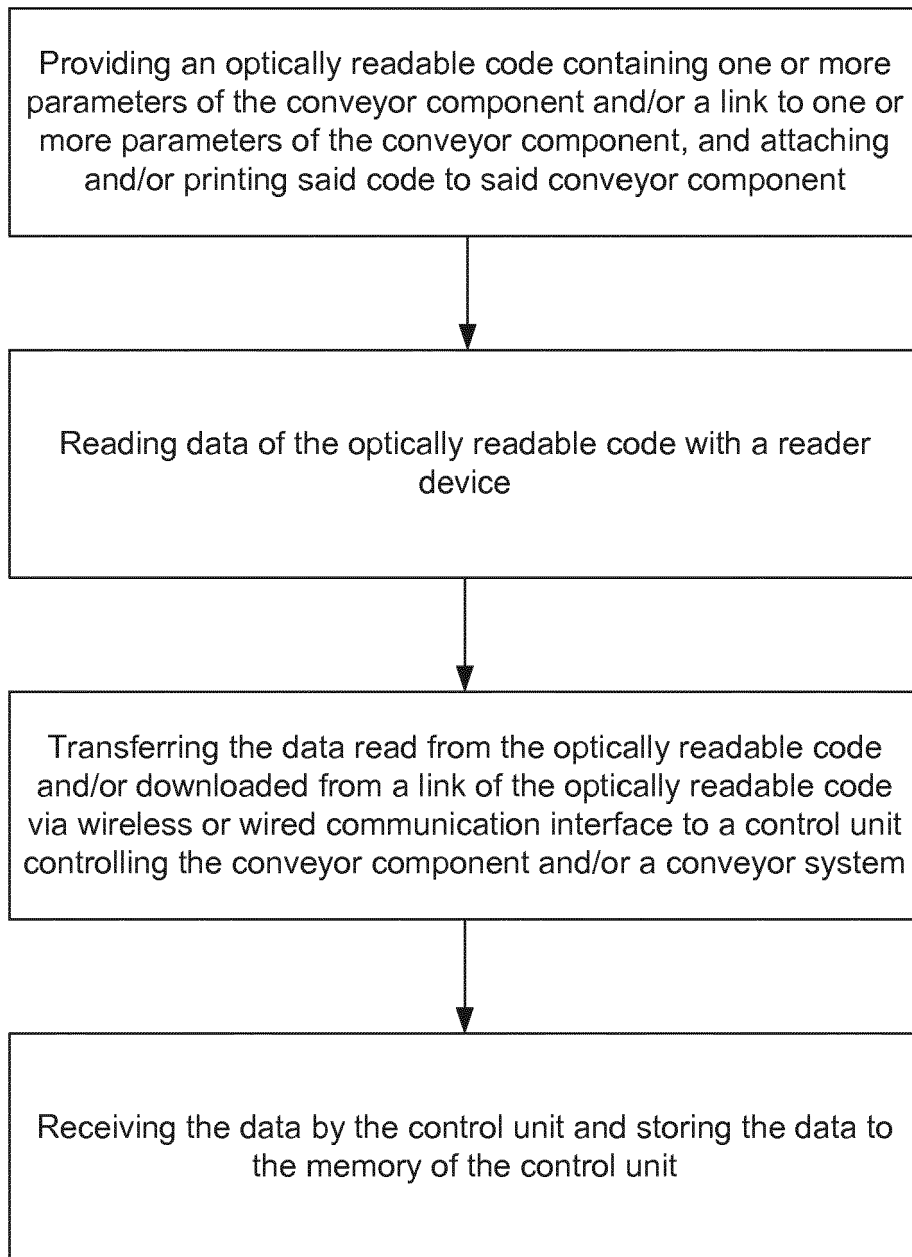 Providing an optically readable code containing one or more
parameters of the conveyor component and/or a link to one or
more parameters of the conveyor component, and attaching
and/or printing said code to said conveyor component
Reading data of the optically readable code with a reader
device
Transferring the data read from the optically readable code
and/or downloaded from a link of the optically readable code
via wireless or wired communication interface to a control unit
controlling the conveyor component and/or a conveyor system
Receiving the data by the control unit and storing the data to
the memory of the control unit